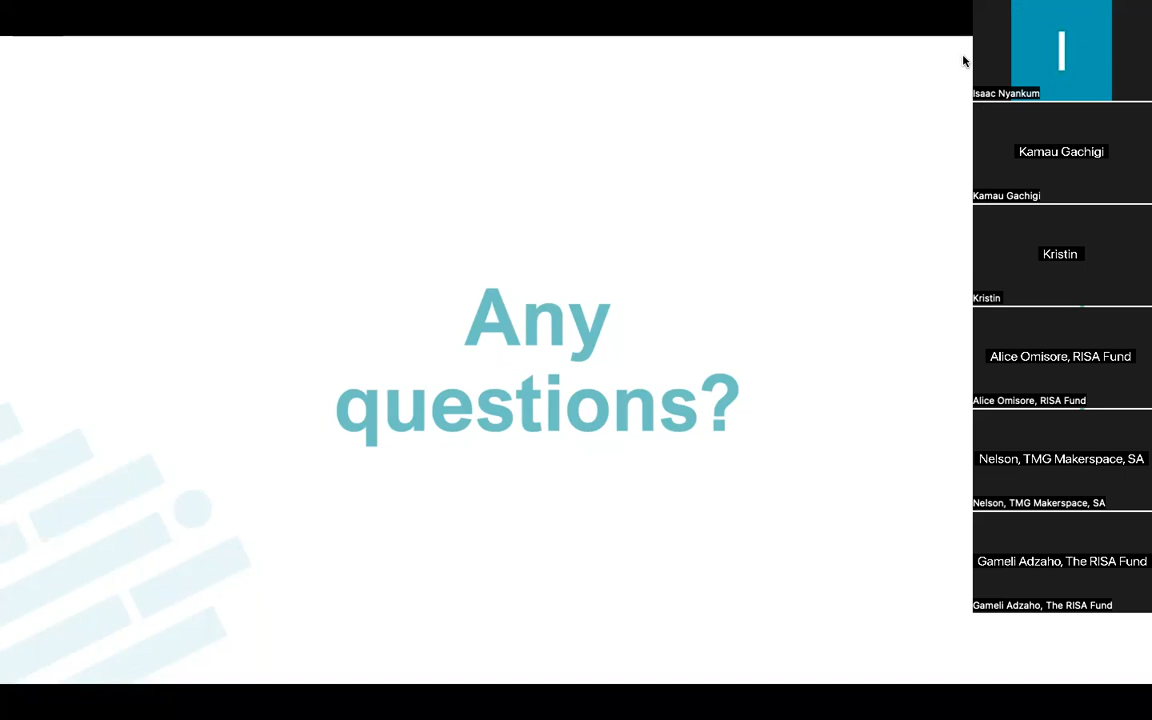 Any
questions?
I
Isaac Nyankum
Kamau Gachigi
Kamau Gachigi
Kristin
Kristin
Alice Omisore, RISA Fund
Alice Omisore, RISA Fund
Nelson, TMG Makerspace, SA
Nelson, TMG Makerspace, SA
Gameli Adzaho, The RISA Fund
Gameli Adzaho, The RISA Fund